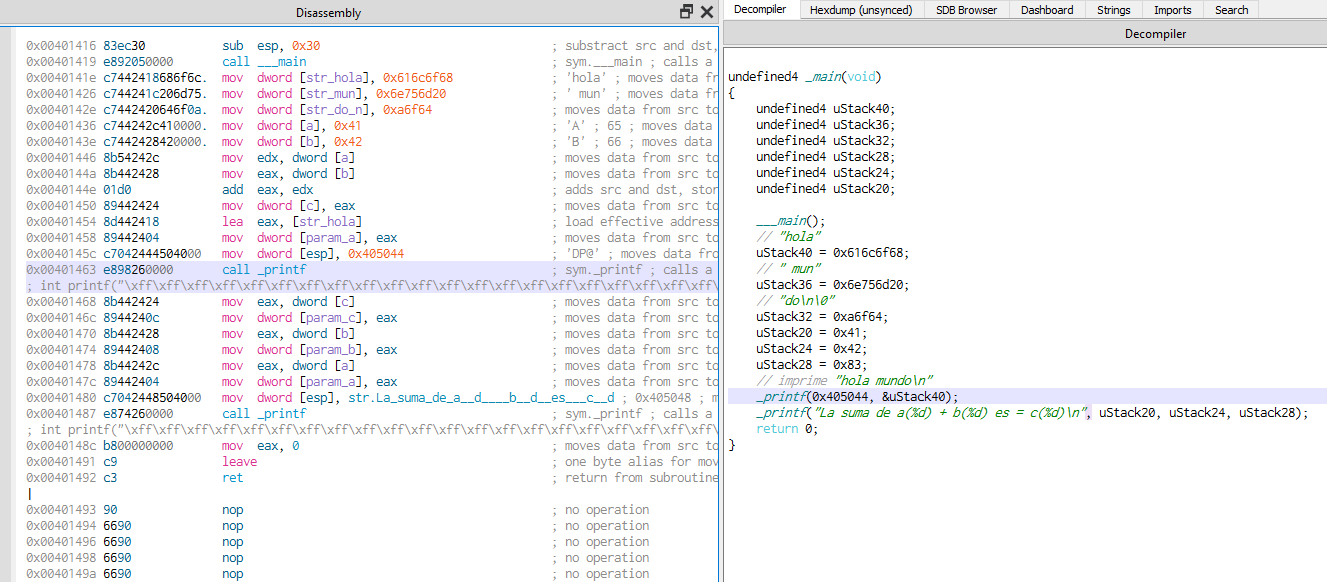 Disassembly
0x00401416 83ec30 sub esp, 0x30 ; substract src and dst,
0x00401419 e892050000 call ___main ; sym.___main ; calls a
0x0040141e c7442418686f6c. mov dword [str_hola], 0x616c6f68 ; 'hola' ; moves data fr
0x00401426 c744241c206d75. mov dword [str_mun], 0x6e756d20 ; ' mun' ; moves data fr
0x0040142e c7442420646f0a. mov dword [str_do_n], 0xa6f64 ; moves data from src to
0x00401436 c744242c410000. mov dword [a], 0x41 ; 'A' ; 65 ; moves data
0x0040143e c7442428420000. mov dword [b], 0x42 ; 'B' ; 66 ; moves data
0x00401446 8b54242c mov edx, dword [a] ; moves data from src to
0x0040144a 8b442428 mov eax, dword [b] ; moves data from src to
0x0040144e 01d0 add eax, edx ; adds src and dst, stor
0x00401450 89442424 mov dword [c], eax ; moves data from src to
0x00401454 8d442418 lea eax, [str_hola] ; load effective address
0x00401458 89442404 mov dword [param_a], eax ; moves data from src to
0x0040145c c7042444504000 mov dword [esp], 0x405044 ; 'DP@' ; moves data fro
0x00401463 e898260000 call _printf ; sym._printf ; calls a
; int printf("\xff\xff\xff\xff\xff\xff\xff\xff\xff\xff\xff\xff\xff\xff\xff\xff\xff\xff\xff\xff\xff\
0x00401468 8b442424 mov eax, dword [c] ; moves data from src to
0x0040146c 8944240c mov dword [param_c], eax ; moves data from src to
0x00401470 8b442428 mov eax, dword [b] ; moves data from src to
0x00401474 89442408 mov dword [param_b], eax ; moves data from src to
0x00401478 8b44242c mov eax, dword [a] ; moves data from src to
0x0040147c 89442404 mov dword [param_a], eax ; moves data from src to
0x00401480 c7042448504000 mov dword [esp], str.La_suma_de_a__d____b__d__es___c__d ; 0x405048 ; m
0x00401487 e874260000 call _printf ; sym._printf ; calls a
; int printf("\xff\xff\xff\xff\xff\xff\xff\xff\xff\xff\xff\xff\xff\xff\xff\xff\xff\xff\xff\xff\xff\
0x0040148c b800000000 mov eax, 0 ; moves data from src to
0x00401491 c9 leave ; one byte alias for mov
0x00401492 c3 ret ; return from subroutine
0x00401493 90 nop ; no operation
0x00401494 6690 nop ; no operation
0x00401496 6690 nop ; no operation
0x00401498 6690 nop ; no operation
0x0040149a 6690 nop ; no operation
Decompiler Hexdump (unsynced) SDB Browser Dashboard Strings Imports Search
Decompiler
undefined4 _main(void)
{
undefined4 uStack40;
undefined4 uStack36;
undefined4 uStack32;
undefined4 uStack28;
undefined4 uStack24;
undefined4 uStack20;
___main();
// "hola"
uStack40 = 0x616c6f68;
// " mun"
uStack36 = 0x6e756d20;
// "do\n\0"
uStack32 = 0xa6f64;
uStack20 = 0x41;
uStack24 = 0x42;
uStack28 = 0x83;
// imprime "hola mundo\n"
_printf(0x405044, &uStack40);
_printf("La suma de a(%d) + b(%d) es = c(%d)\n", uStack20, uStack24, uStack28);
return 0;
}